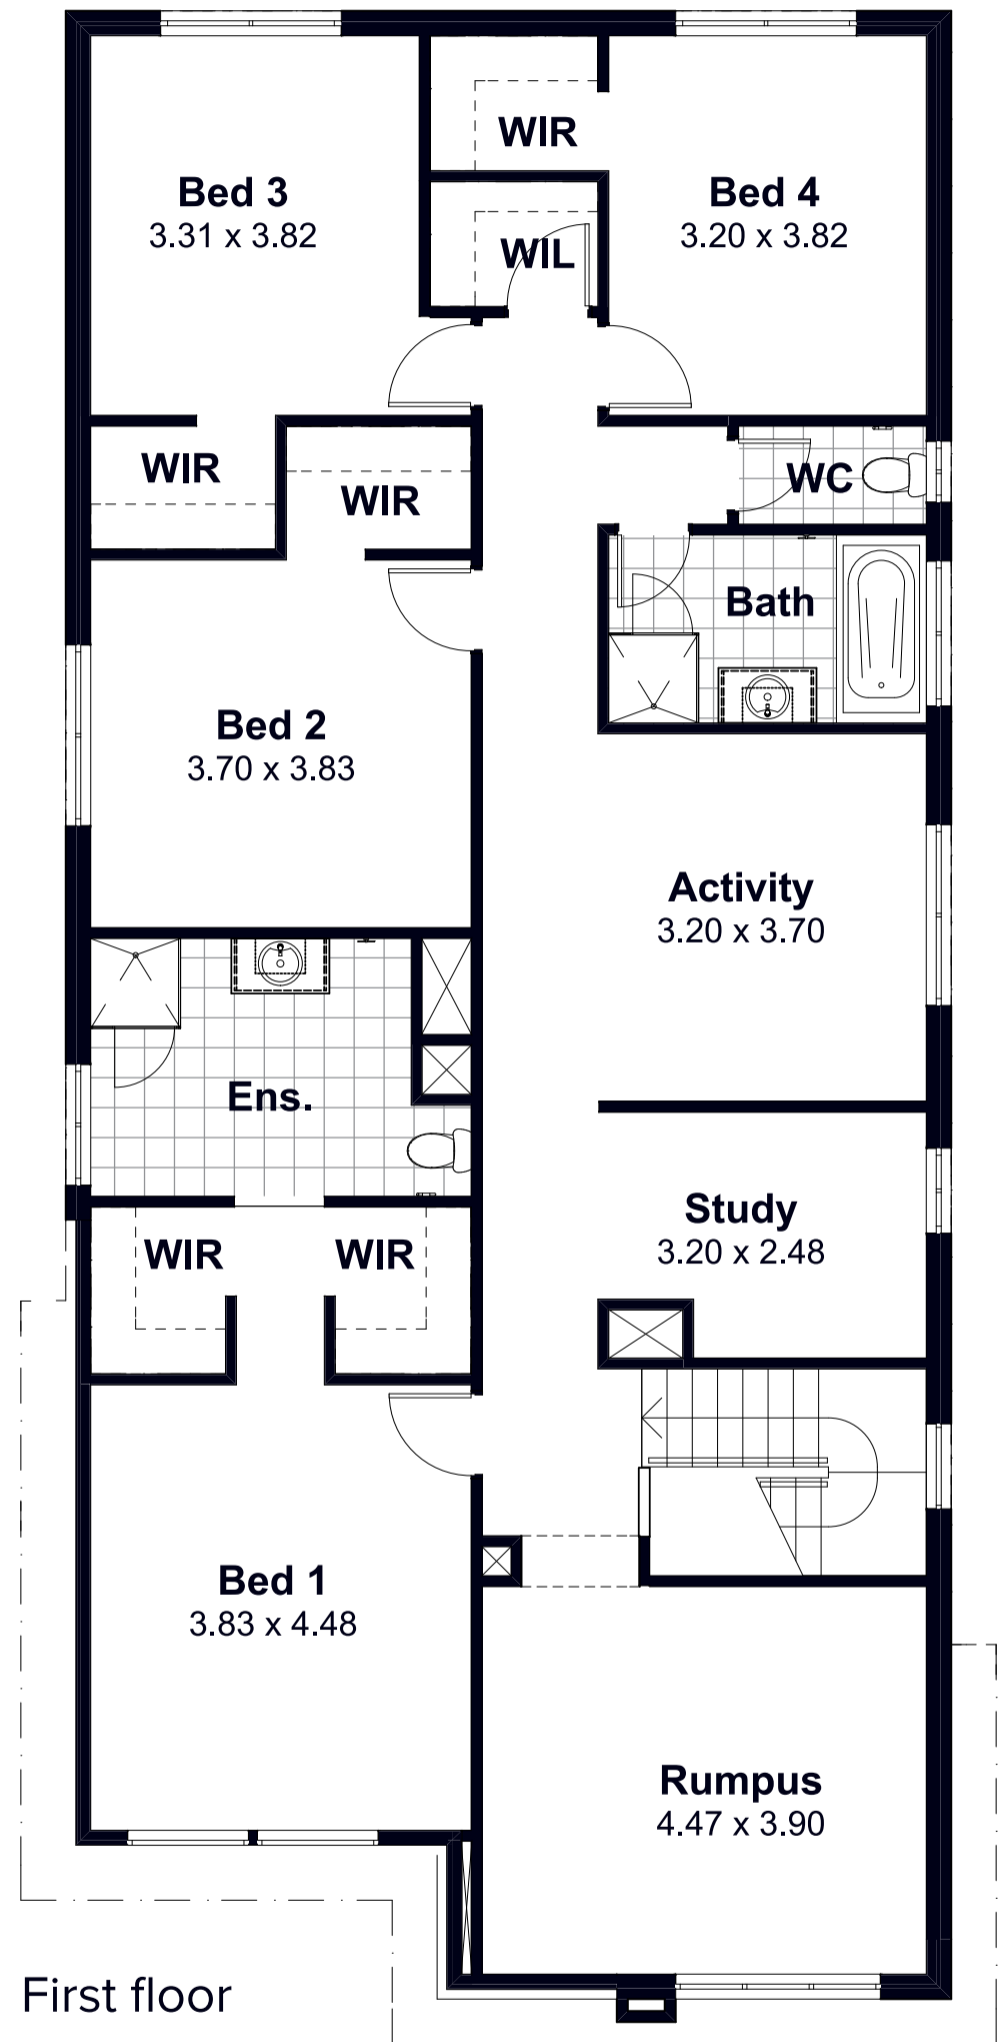 WIR
Bed 3
3.31 x 3.82
Bed 4
3.20 x 3.82
WIL
WIR
WIR
WC
Bath
Bed 2
3.70 x 3.83
Activity
3.20 x 3.70
Ens.
Study
3.20 x 2.48
WIR
WIR
Bed 1
3.83 x 4.48
Rumpus
4.47 x 3.90
First floor